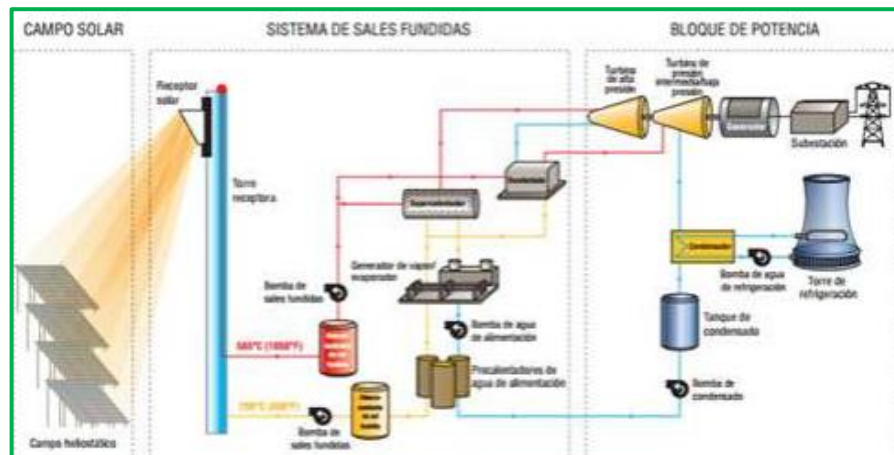 CAMPO SOLAR
SISTEMA DE SALES FUNDIDAS
BLOQUE DE POTENCIA
Receptor
solar
Torre
receptora
Campo heliostático
Bomba de
sales fundidas
Bomba de
sales fundidas
Supercalentador
Generador de vapor/
evaporador
Bomba de agua
de alimentación
Precalentadores de
agua de alimentación
Turbina
de alta
presión
Turbina de
presión
intermedia/baja
presión
Generador
Subestación
Condensador
Bomba de agua
de refrigeración
Torre de
refrigeración
Tanque de
condensado
Bomba de
condensado